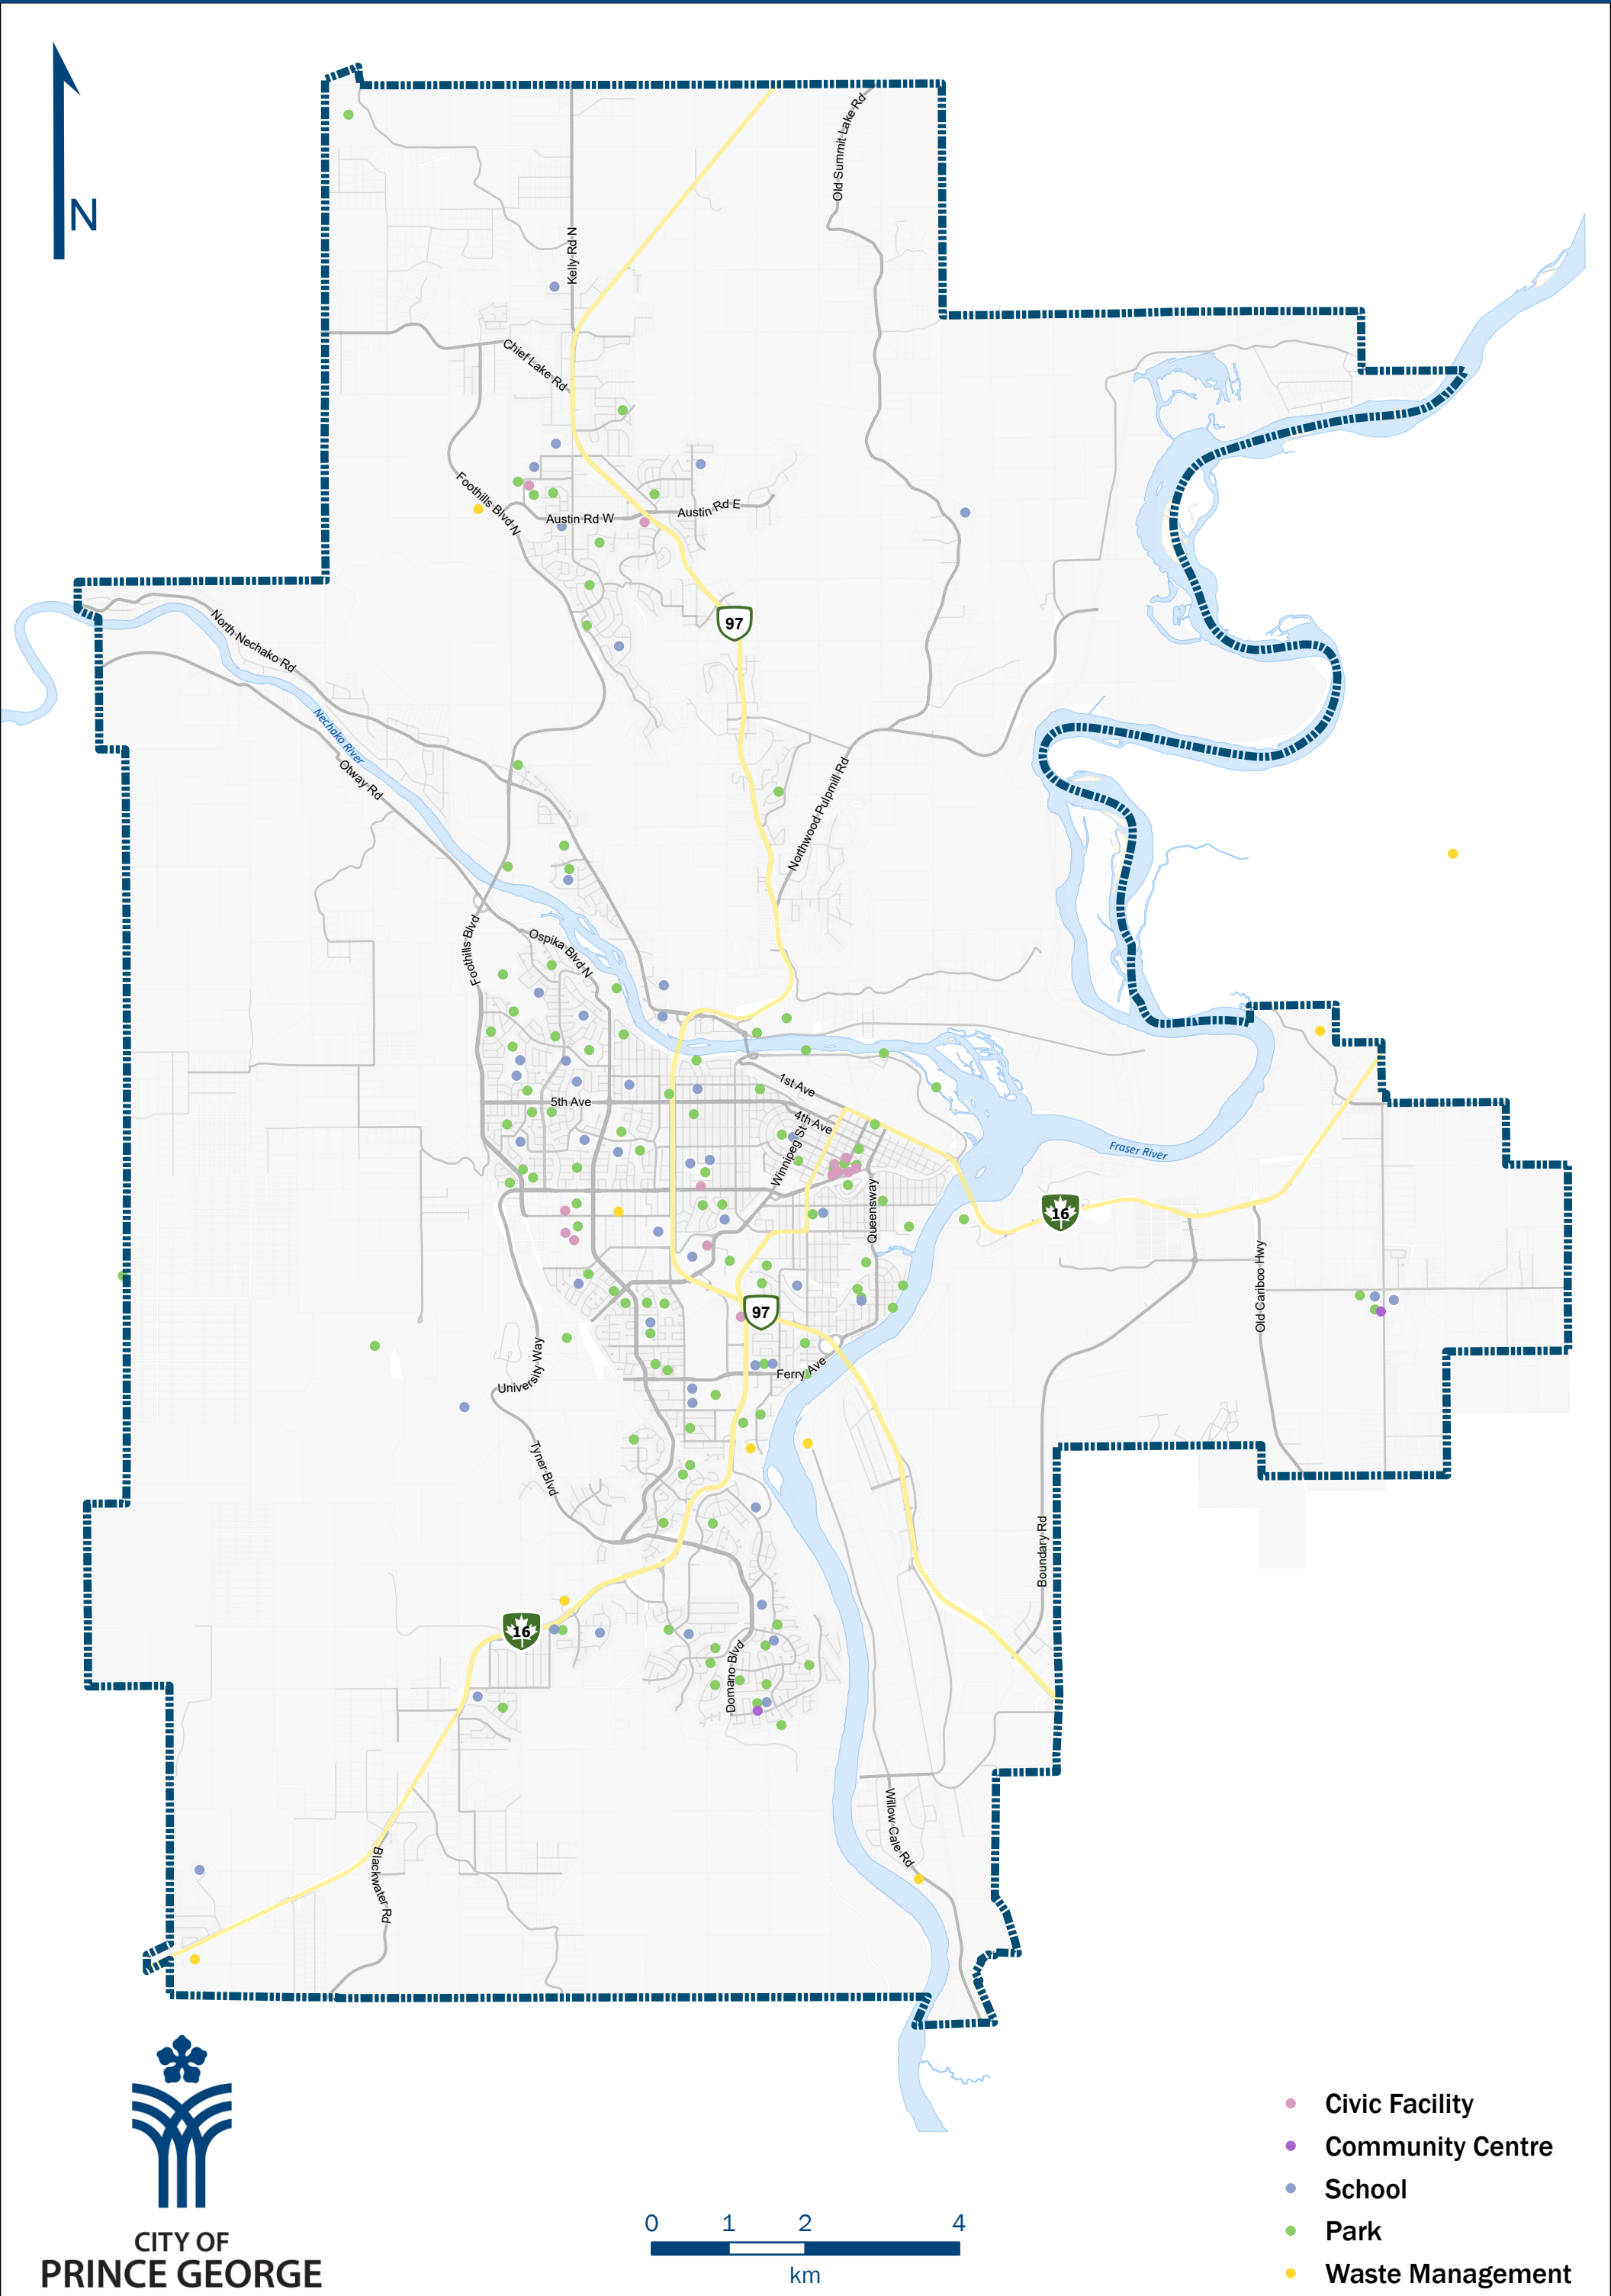 N
Old Summit Lake Rd
Kelly Rd N
Chief Lake Rd
Foothills Blvd N
Austin Rd W
Austin Rd E
97
North Nechako Rd
Nechako River
Otway Rd
Northwood Pulpmill Rd
Foothills Blvd
Ospika Blvd N
1st Ave
5th Ave
4th Ave
Winnipeg St
Fraser River
Queensway
16
Old Cariboo Hwy
97
University Way
Ferry Ave
Tyner Blvd
Boundary Rd
16
Domano Blvd
Willow Cale Rd
Blackwater Rd
CITY OF
PRINCE GEORGE
0 1 2 4
km
Civic Facility
Community Centre
School
Park
Waste Management